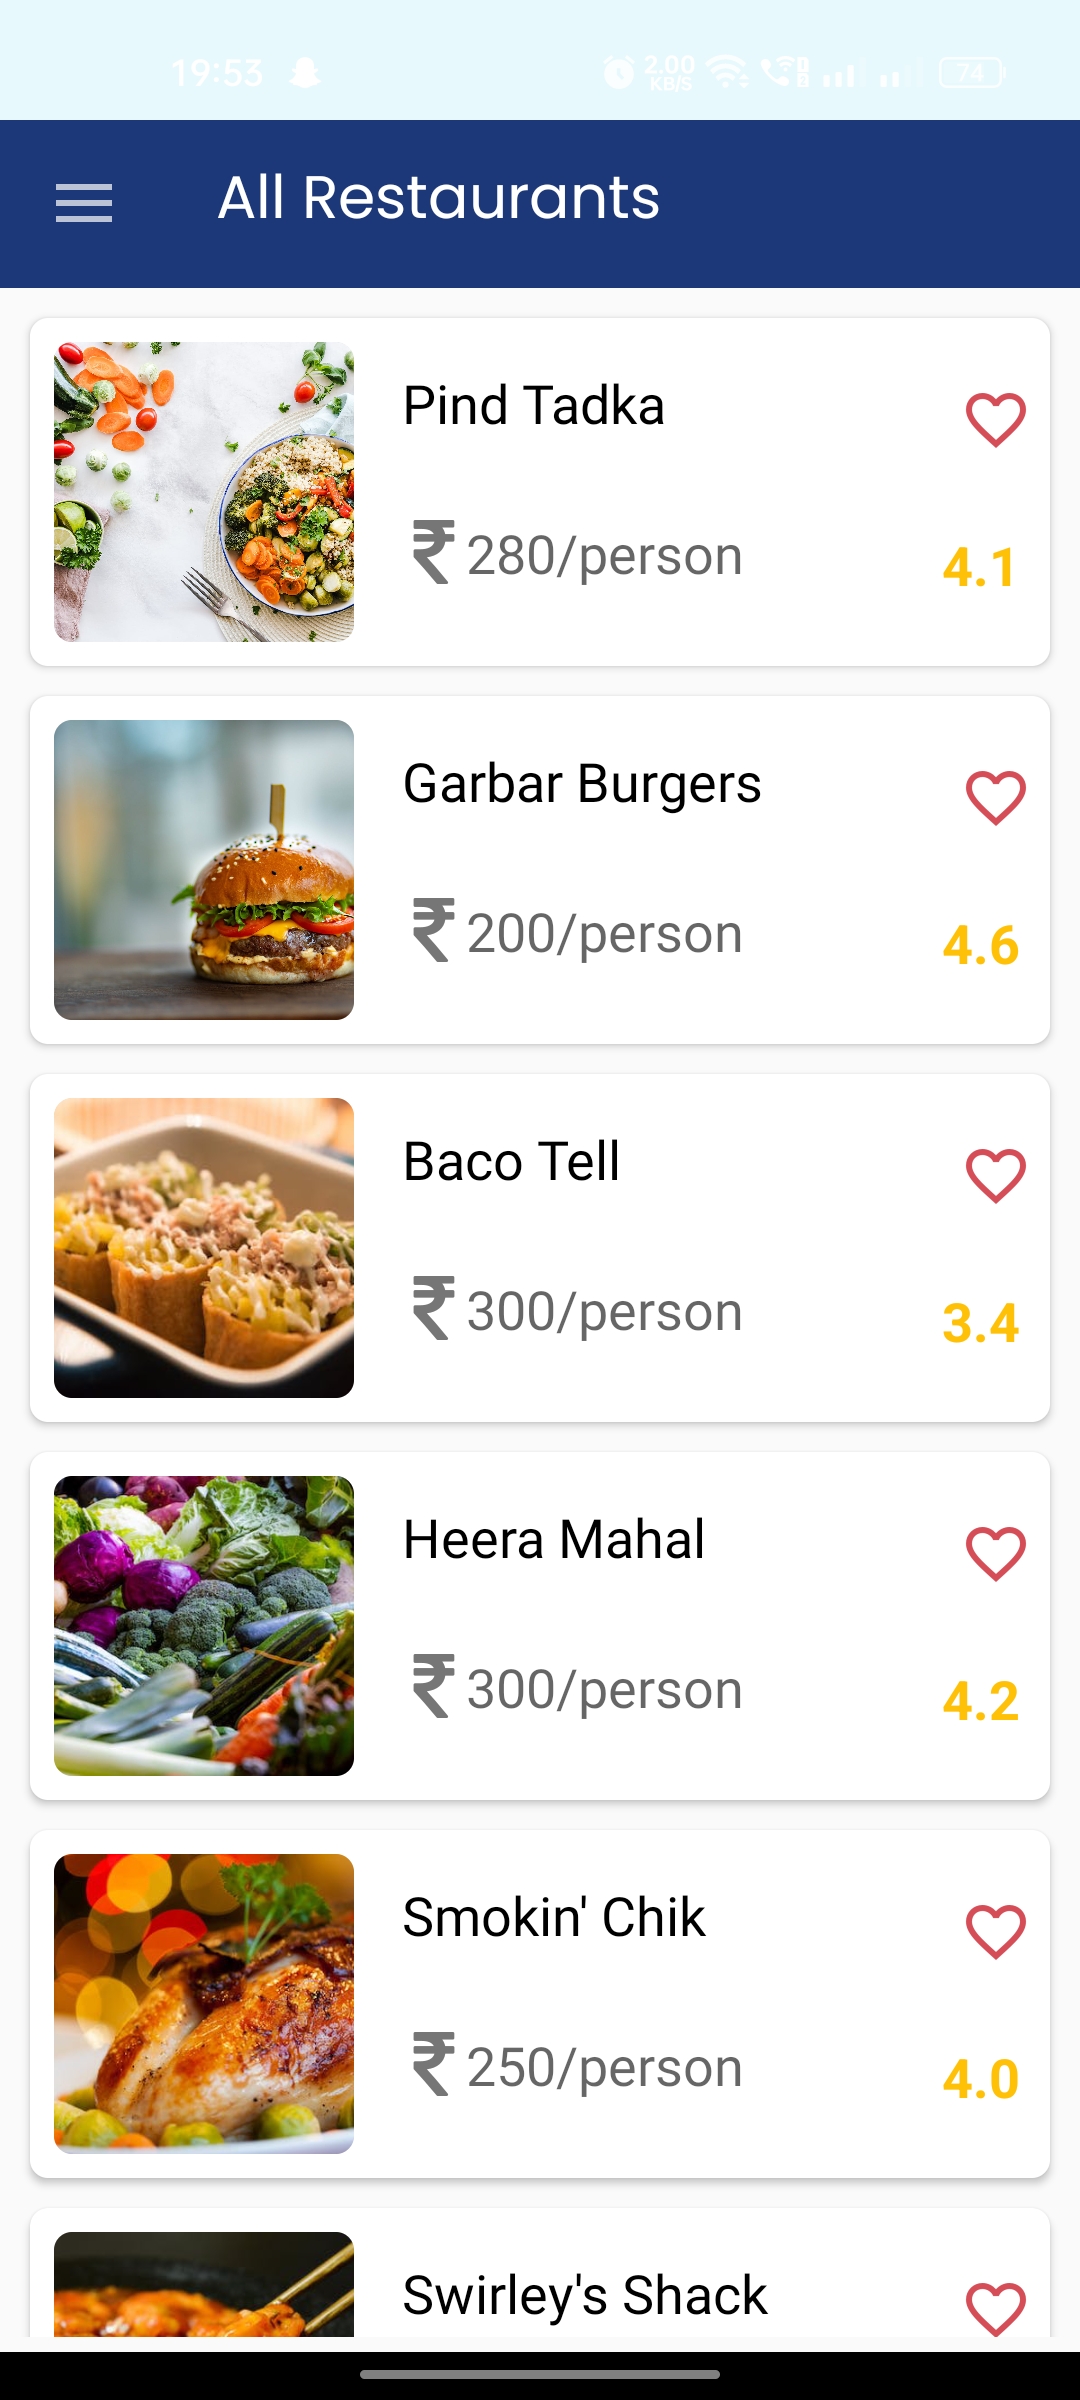 19:53 2.00 KB/S 74
All Restaurants
Pind Tadka
₹ 280/person 4.1
Garbar Burgers
₹ 200/person 4.6
Baco Tell
₹ 300/person 3.4
Heera Mahal
₹ 300/person 4.2
Smokin' Chik
₹ 250/person 4.0
Swirley's Shack